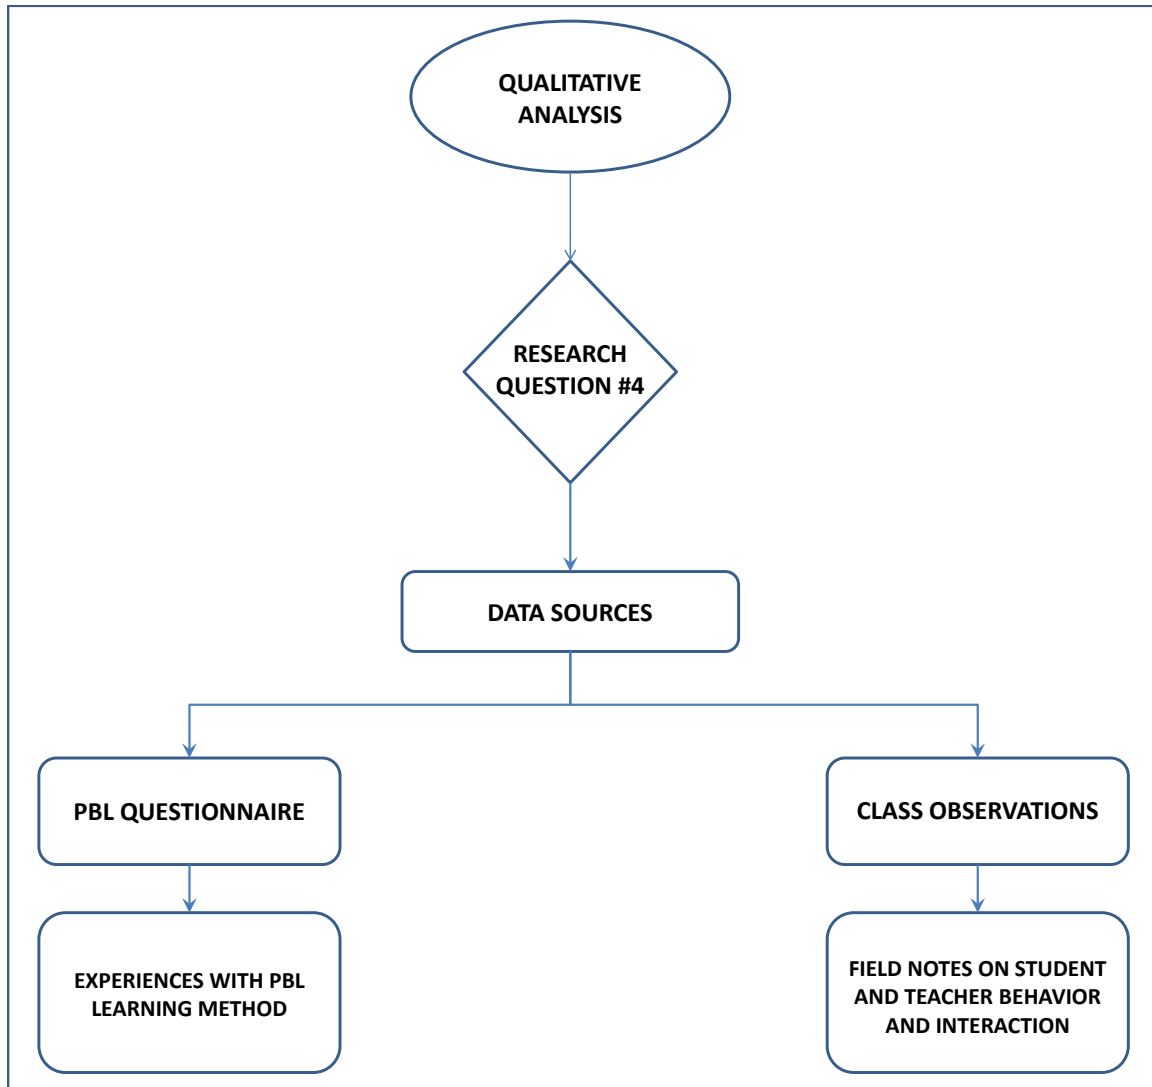 QUALITATIVE
ANALYSIS
RESEARCH
QUESTION #4
DATA SOURCES
PBL QUESTIONNAIRE
CLASS OBSERVATIONS
EXPERIENCES WITH PBL
LEARNING METHOD
FIELD NOTES ON STUDENT
AND TEACHER BEHAVIOR
AND INTERACTION